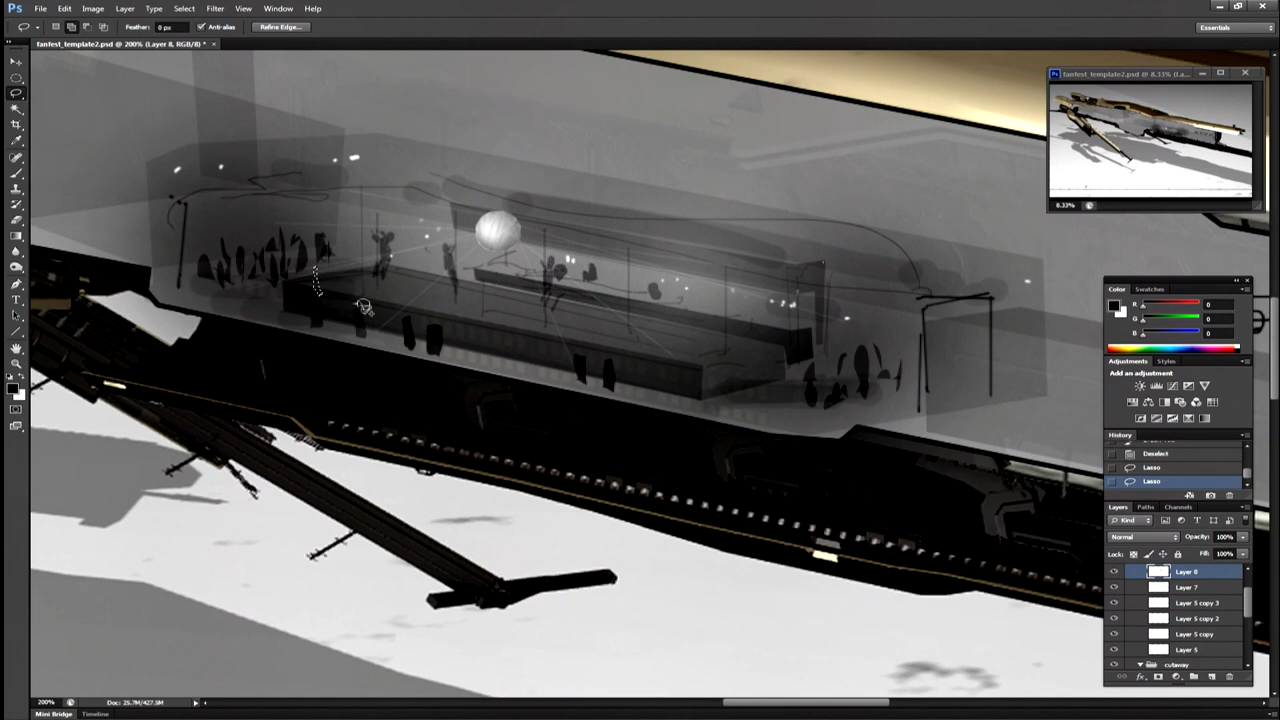 Ps File Edit Image Layer Type Select Filter View Window Help
Feather: 0 px Anti-alias Refine Edge... Essentials
fanfest_template2.psd @ 200% (Layer 8, RGB/8) * ×
Ps fanfest_template2.psd @ 8.33% (La...
8.33%
Color Swatches
R 0
G 0
B 0
Adjustments Styles
Add an adjustment
History
Deselect
Lasso
Lasso
Layers Paths Channels
Kind
Normal Opacity: 100%
Lock: Fill: 100%
Layer 8
Layer 7
Layer 5 copy 3
Layer 5 copy 2
Layer 5 copy
Layer 5
cutaway
200% Doc: 25.7M/427.5M
Mini Bridge Timeline